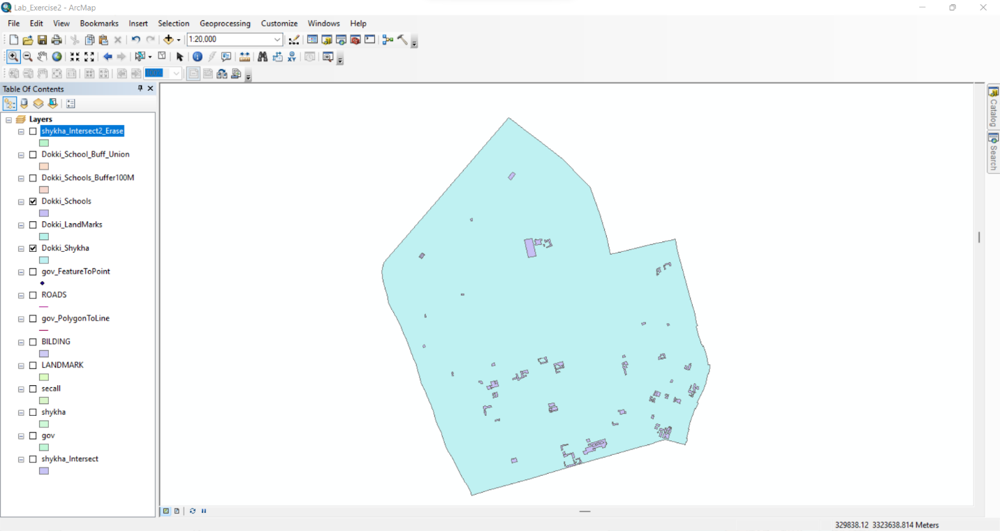 Lab_Exercise2 - ArcMap
File Edit View Bookmarks Insert Selection Geoprocessing Customize Windows Help
1:20,000
Table Of Contents
Layers
shykha_Intersect2_Erase
Dokki_School_Buff_Union
Dokki_Schools_Buffer100M
Dokki_Schools
Dokki_LandMarks
Dokki_Shykha
gov_FeatureToPoint
ROADS
gov_PolygonToLine
BILDING
LANDMARK
secall
shykha
gov
shykha_Intersect
Catalog
Search
329838.12 3323638.814 Meters